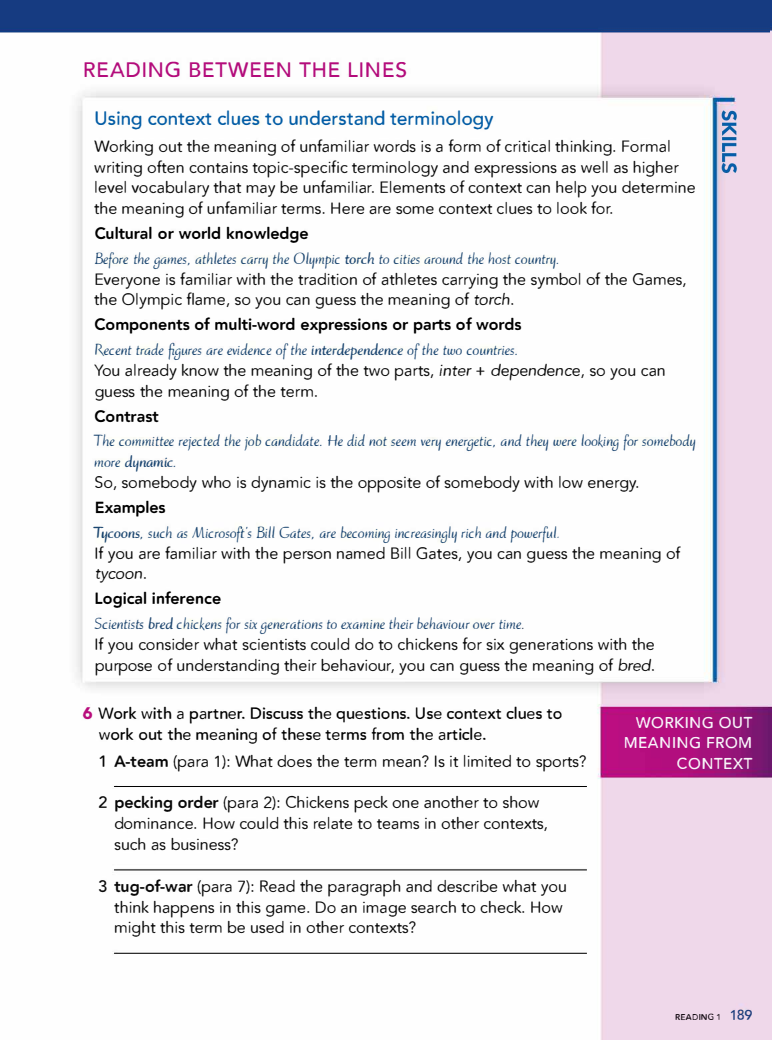 READING BETWEEN THE LINES
SKILLS
Using context clues to understand terminology
Working out the meaning of unfamiliar words is a form of critical thinking. Formal
writing often contains topic-specific terminology and expressions as well as higher
level vocabulary that may be unfamiliar. Elements of context can help you determine
the meaning of unfamiliar terms. Here are some context clues to look for.
Cultural or world knowledge
Before the games, athletes carry the Olympic torch to cities around the host country.
Everyone is familiar with the tradition of athletes carrying the symbol of the Games,
the Olympic flame, so you can guess the meaning of torch.
Components of multi-word expressions or parts of words
Recent trade figures are evidence of the interdependence of the two countries.
You already know the meaning of the two parts, inter + dependence, so you can
guess the meaning of the term.
Contrast
The committee rejected the job candidate. He did not seem very energetic, and they were looking for somebody
more dynamic.
So, somebody who is dynamic is the opposite of somebody with low energy.
Examples
Tycoons, such as Microsoft's Bill Gates, are becoming increasingly rich and powerful.
If you are familiar with the person named Bill Gates, you can guess the meaning of
tycoon.
Logical inference
Scientists bred chickens for six generations to examine their behaviour over time.
If you consider what scientists could do to chickens for six generations with the
purpose of understanding their behaviour, you can guess the meaning of bred.
6 Work with a partner. Discuss the questions. Use context clues to
work out the meaning of these terms from the article.
WORKING OUT
MEANING FROM
CONTEXT
1 A-team (para 1): What does the term mean? Is it limited to sports?
2 pecking order (para 2): Chickens peck one another to show
dominance. How could this relate to teams in other contexts,
such as business?
3 tug-of-war (para 7): Read the paragraph and describe what you
think happens in this game. Do an image search to check. How
might this term be used in other contexts?
READING 1 189